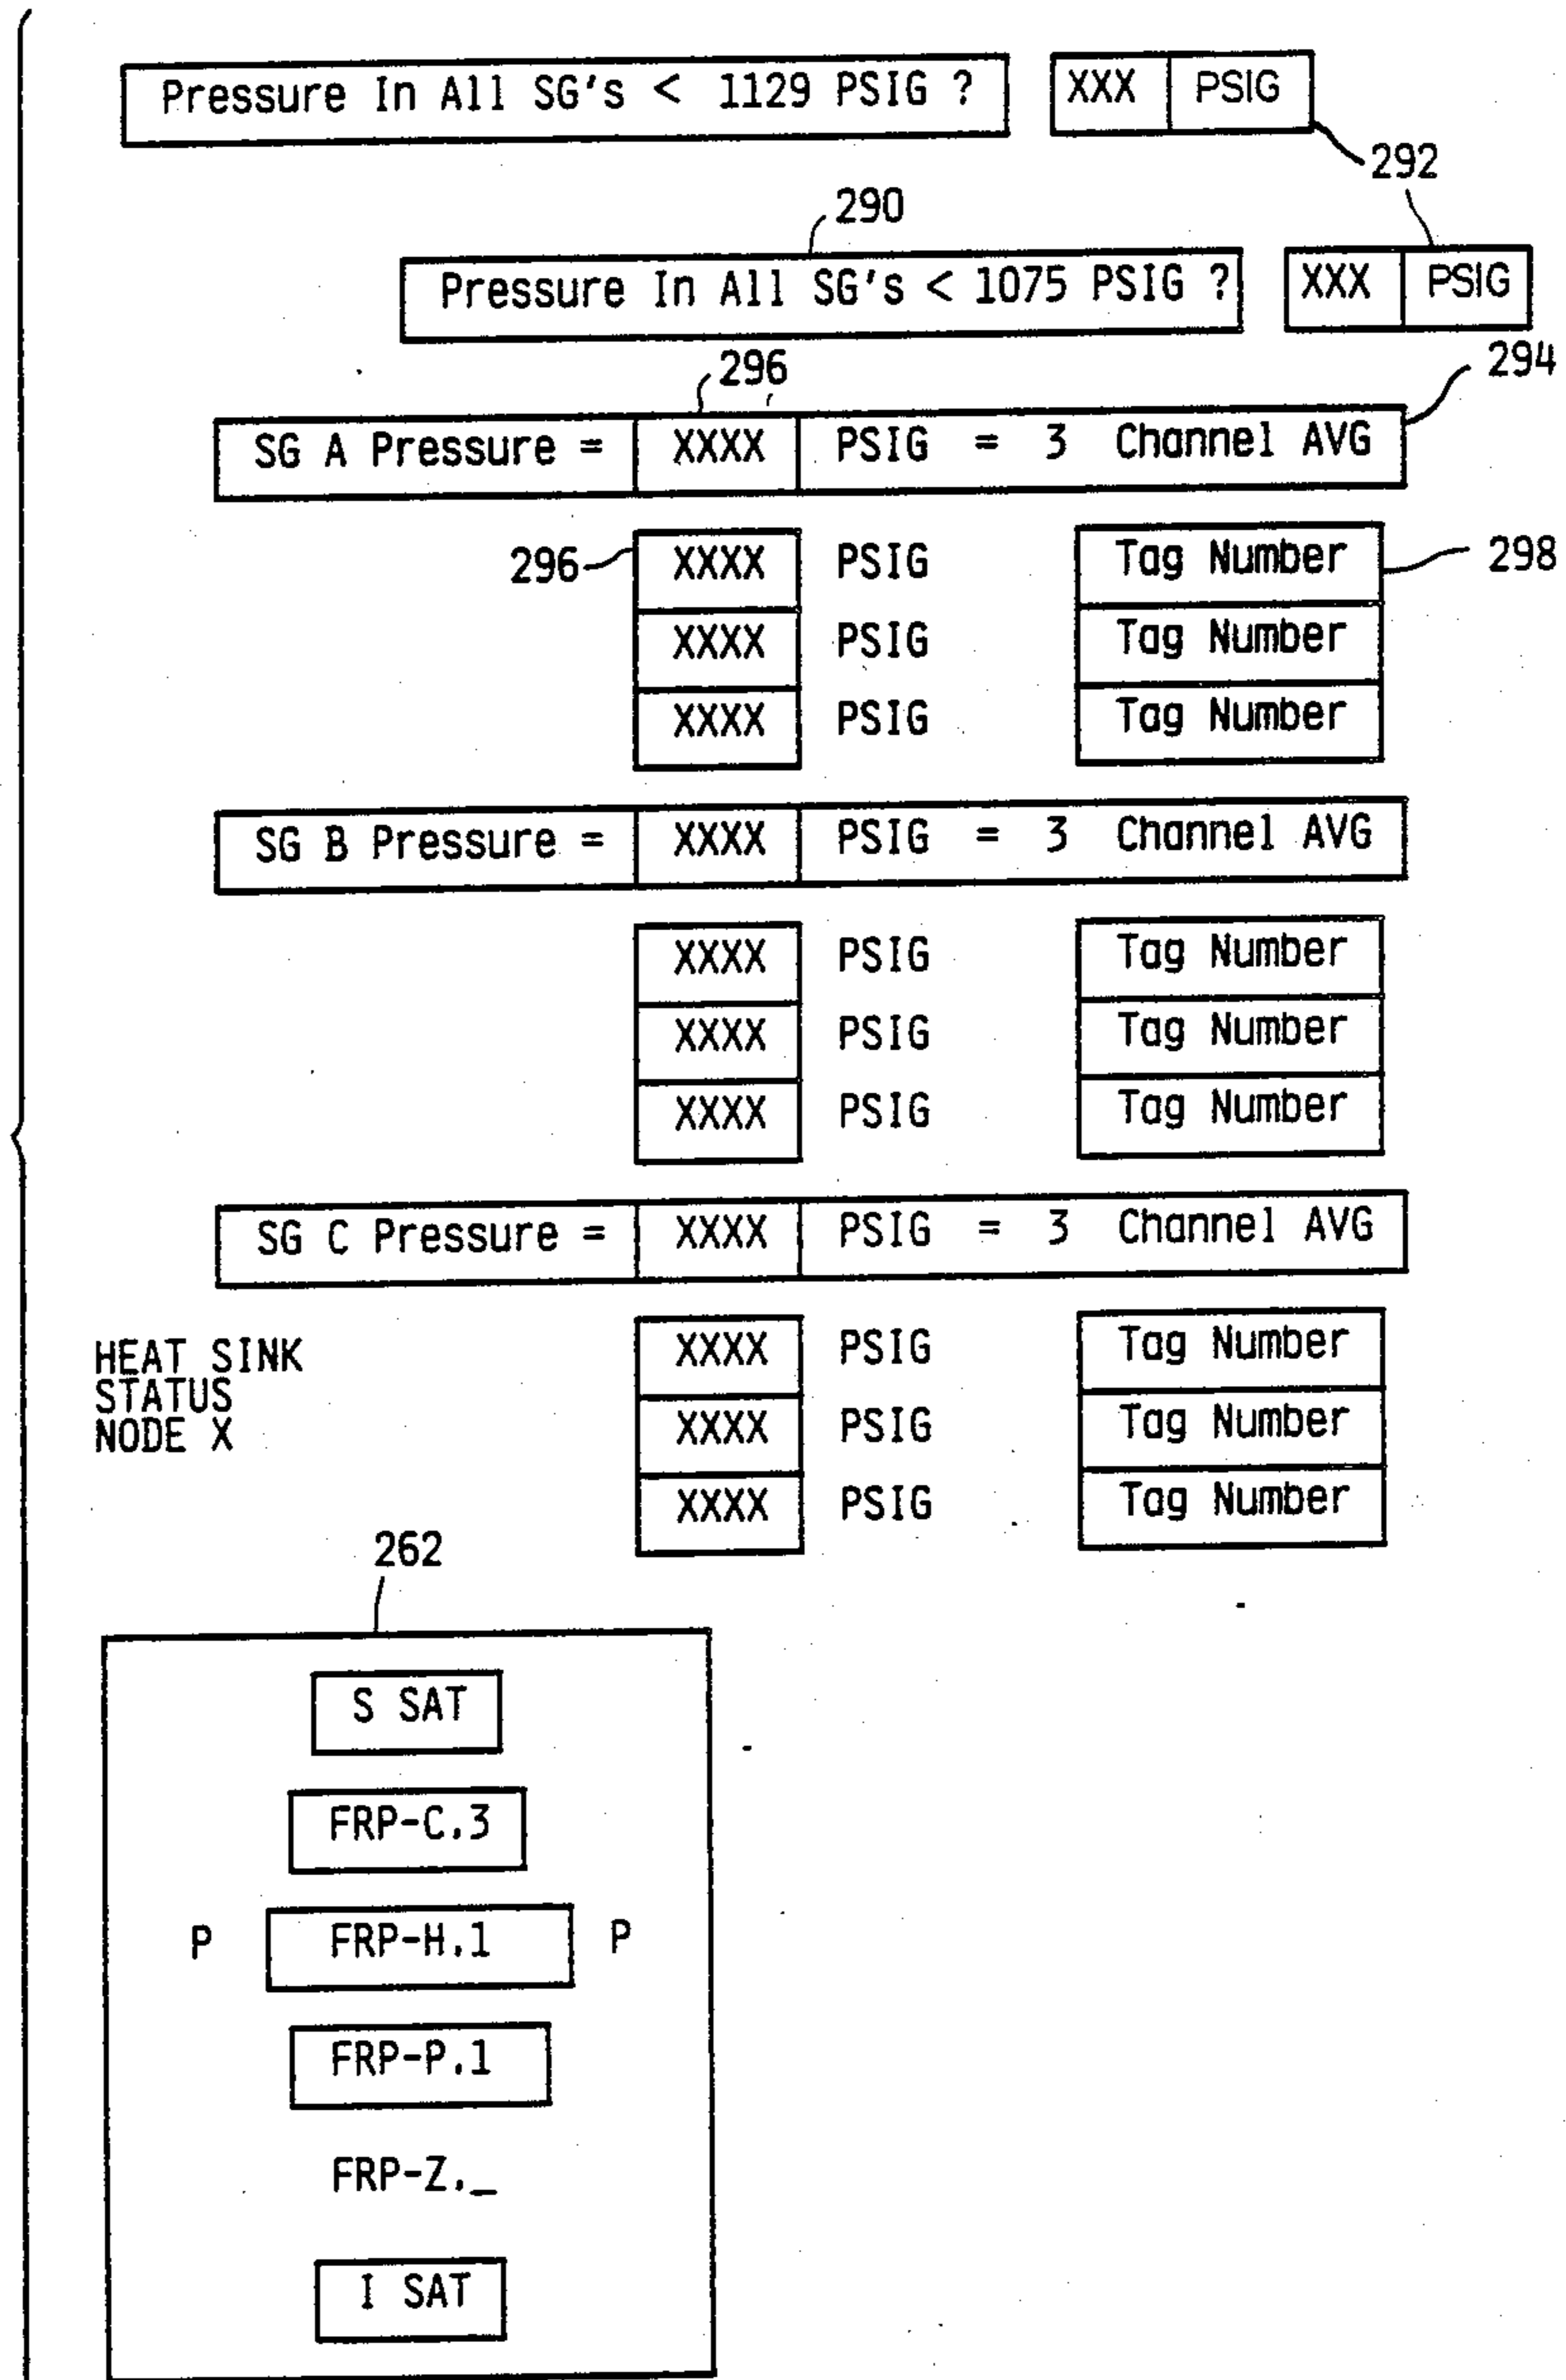 Pressure In All SG's < 1129 PSIG ? XXX PSIG
292
290
Pressure In All SG's < 1075 PSIG ? XXX PSIG
294
296
SG A Pressure = XXXX PSIG = 3 Channel AVG
296 XXXX PSIG Tag Number 298
XXXX PSIG Tag Number
XXXX PSIG Tag Number
SG B Pressure = XXXX PSIG = 3 Channel AVG
XXXX PSIG Tag Number
XXXX PSIG Tag Number
XXXX PSIG Tag Number
SG C Pressure = XXXX PSIG = 3 Channel AVG
XXXX PSIG Tag Number
XXXX PSIG Tag Number
XXXX PSIG Tag Number
HEAT SINK
STATUS
NODE X
262
S SAT
FRP-C.3
P FRP-H.1 P
FRP-P.1
FRP-Z._
I SAT